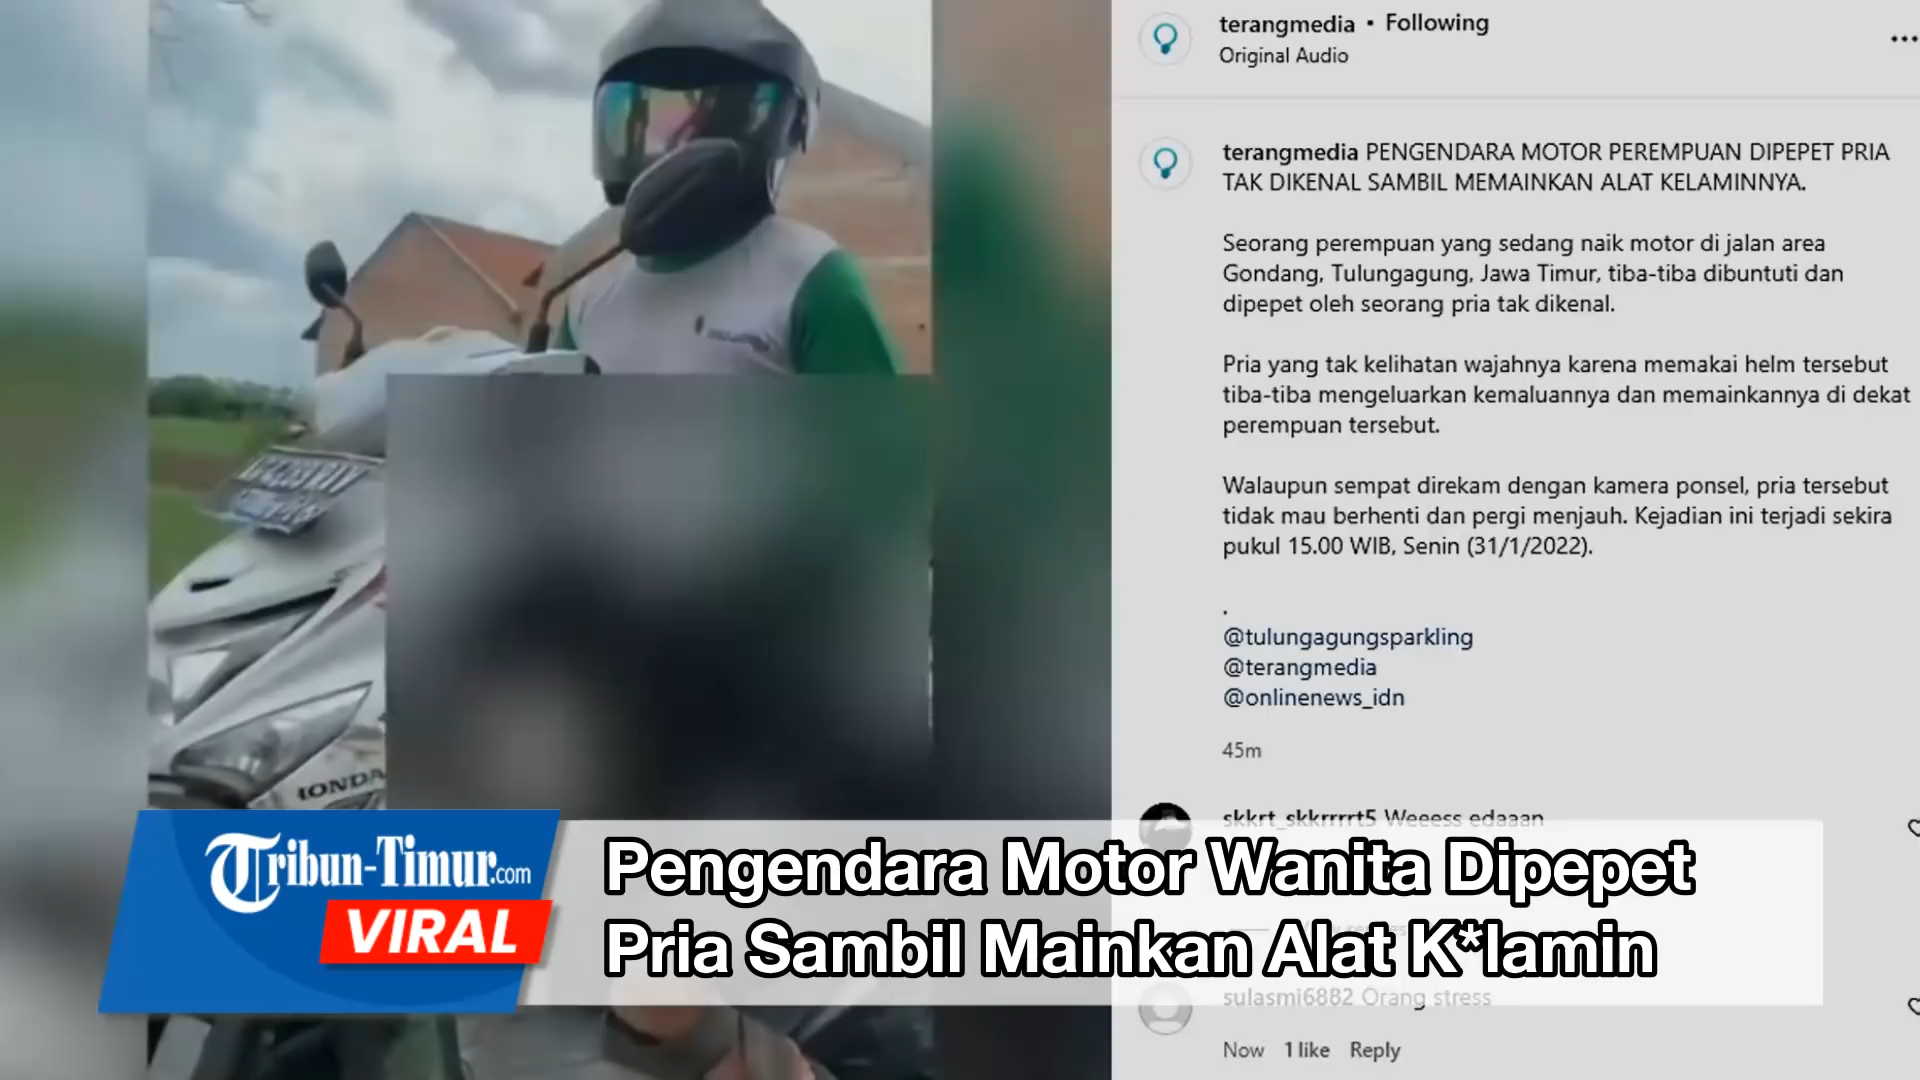 terangmedia • Following
Original Audio
terangmedia PENGENDARA MOTOR PEREMPUAN DIPEPET PRIA
TAK DIKENAL SAMBIL MEMAINKAN ALAT KELAMINNYA.
Seorang perempuan yang sedang naik motor di jalan area
Gondang, Tulungagung, Jawa Timur, tiba-tiba dibuntuti dan
dipepet oleh seorang pria tak dikenal.
Pria yang tak kelihatan wajahnya karena memakai helm tersebut
tiba-tiba mengeluarkan kemaluannya dan memainkannya di dekat
perempuan tersebut.
Walaupun sempat direkam dengan kamera ponsel, pria tersebut
tidak mau berhenti dan pergi menjauh. Kejadian ini terjadi sekira
pukul 15.00 WIB, Senin (31/1/2022).
.
@tulungagungsparkling
@terangmedia
@onlinenews_idn
45m
skkrt_skkrrrrt5 Weeess edaaan
sulasmi6882 Orang stress
Now 1 like Reply
HONDA
Tribun-Timur.com
VIRAL
Pengendara Motor Wanita Dipepet
Pria Sambil Mainkan Alat K*lamin